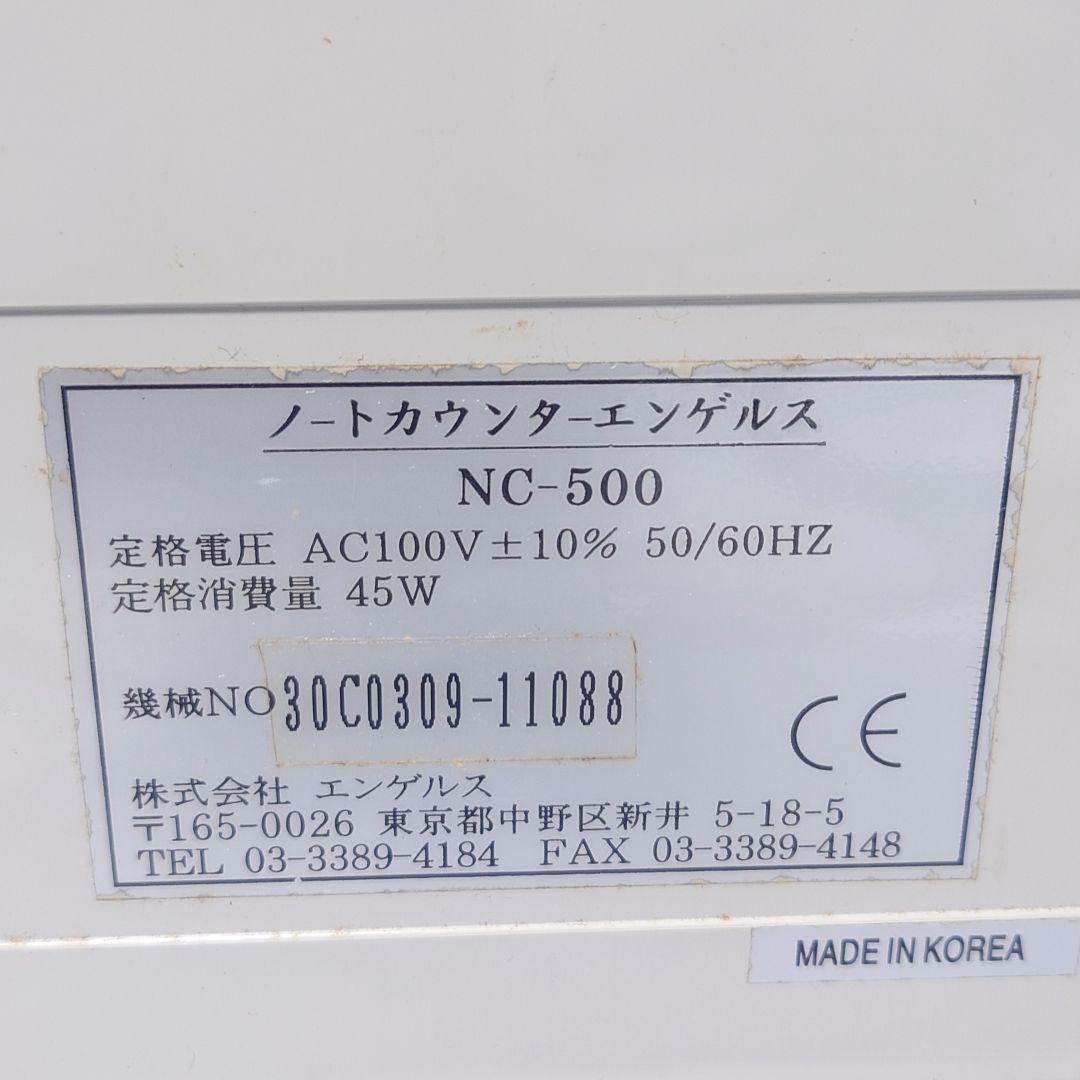 ノートカウンターエンゲルス
NC-500
定格電圧 AC100V±10% 50/60HZ
定格消費量 45W
幾械NO 30C0309-11088
CE
株式会社 エンゲルス
〒165-0026 東京都中野区新井 5-18-5
TEL 03-3389-4184 FAX 03-3389-4148
MADE IN KOREA